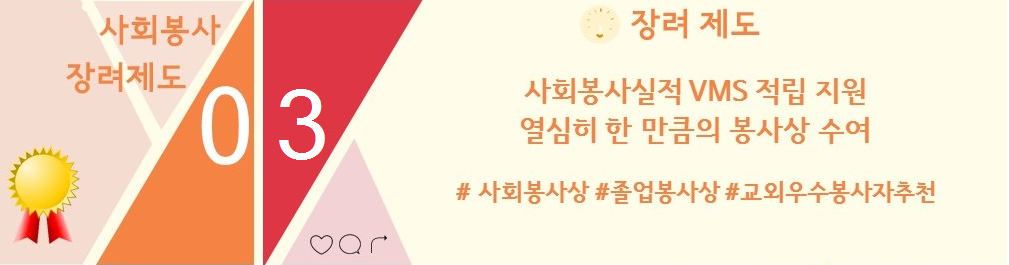 사회봉사
장려제도
03
장려 제도
사회봉사실적 VMS 적립 지원
열심히 한 만큼의 봉사상 수여
# 사회봉사상 #졸업봉사상 #교외우수봉사자추천